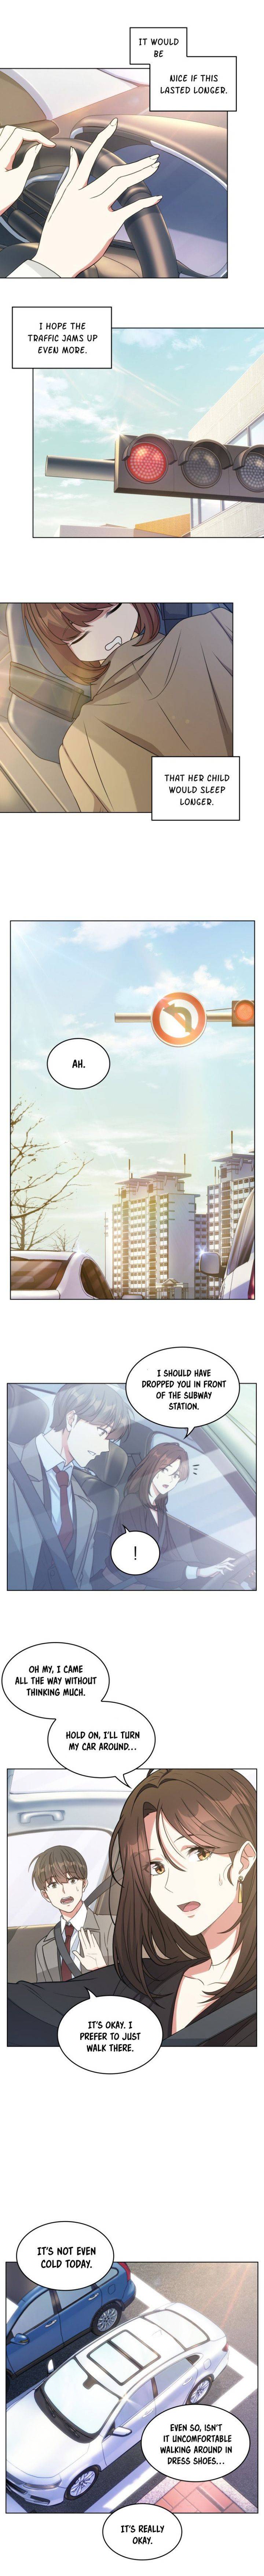 IT WOULD
BE
NICE IF THIS
LASTED LONGER.
I HOPE THE
TRAFFIC JAMS UP
EVEN MORE.
THAT HER CHILD
WOULD SLEEP
LONGER.
AH.
I SHOULD HAVE
DROPPED YOU IN FRONT
OF THE SUBWAY
STATION.
!
OH MY, I CAME
ALL THE WAY WITHOUT
THINKING MUCH.
HOLD ON, I'LL TURN
MY CAR AROUND...
IT'S OKAY. I
PREFER TO JUST
WALK THERE.
IT'S NOT EVEN
COLD TODAY.
EVEN SO, ISN'T
IT UNCOMFORTABLE
WALKING AROUND IN
DRESS SHOES...
IT'S REALLY
OKAY.